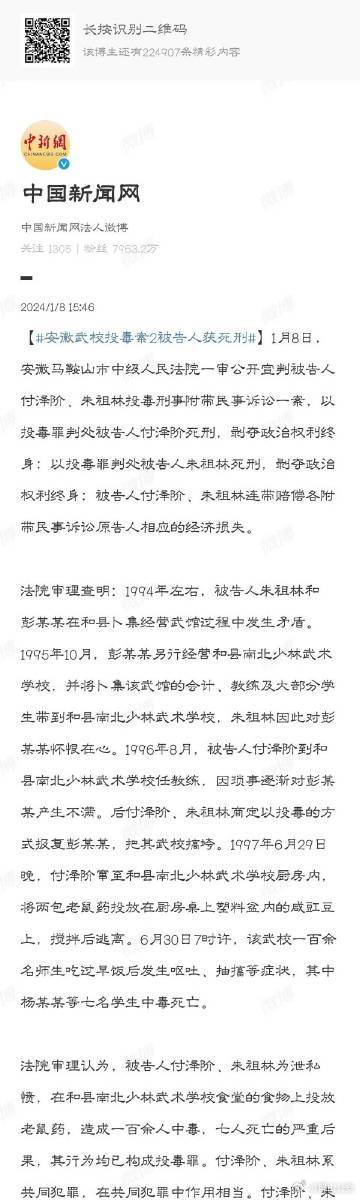 长按识别二维码
该博主还有224907条精彩内容
中新網
CHINANEWS.COM
中国新闻网
中国新闻网法人微博
关注 1305 | 粉丝 7953.2万
2024/1/8 15:46
【#安徽武校投毒案2被告人获死刑#】1月8日，
安徽马鞍山市中级人民法院一审公开宣判被告人
付泽阶、朱祖林投毒刑事附带民事诉讼一案，以
投毒罪判处被告人付泽阶死刑，剥夺政治权利终
身；以投毒罪判处被告人朱祖林死刑，剥夺政治
权利终身；被告人付泽阶、朱祖林连带赔偿各附
带民事诉讼原告人相应的经济损失。
法院审理查明：1994年左右，被告人朱祖林和
彭某某在和县卜集经营武馆过程中发生矛盾。
1995年10月，彭某某另行经营和县南北少林武术
学校，并将卜集该武馆的会计、教练及大部分学
生带到和县南北少林武术学校，朱祖林因此对彭
某某怀恨在心。1996年8月，被告人付泽阶到和
县南北少林武术学校任教练，因琐事逐渐对彭某
某产生不满。后付泽阶、朱祖林商定以投毒的方
式报复彭某某，把其武校搞垮。1997年6月29日
晚，付泽阶窜至和县南北少林武术学校厨房内，
将两包老鼠药投放在厨房桌上塑料盆内的咸豇豆
上，搅拌后逃离。6月30日7时许，该武校一百余
名师生吃过早饭后发生呕吐、抽搐等症状，其中
杨某某等七名学生中毒死亡。
法院审理认为，被告人付泽阶、朱祖林为泄私
愤，在和县南北少林武术学校食堂的食物上投放
老鼠药，造成一百余人中毒，七人死亡的严重后
果，其行为均已构成投毒罪。付泽阶、朱祖林系
共同犯罪，在共同犯罪中作用相当。付泽阶、朱